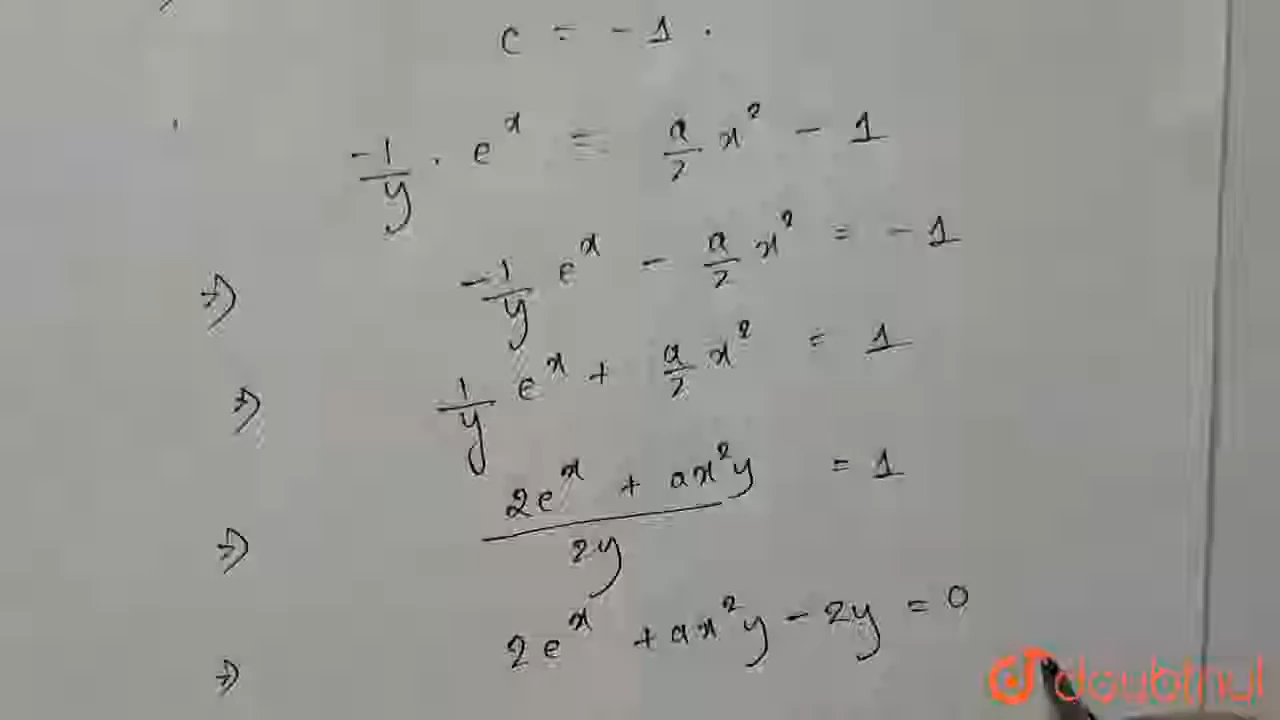 c = -1.
-1/y . e^x = a/2 x^2 - 1
⇒ -1/y e^x - a/2 x^2 = -1
⇒ 1/y e^x + a/2 x^2 = 1
⇒ (2e^x + ax^2y)/2y = 1
⇒ 2e^x + ax^2y - 2y = 0
doubtnut